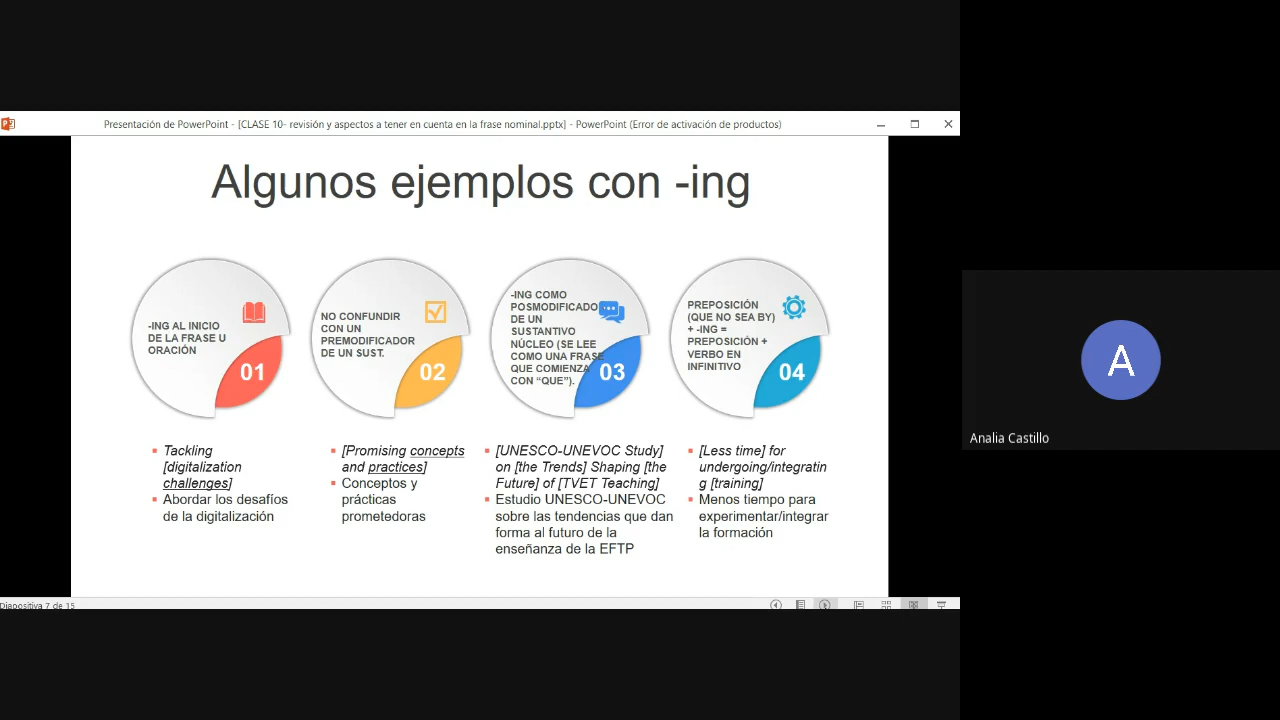 Presentación de PowerPoint - [CLASE 10- revisión y aspectos a tener en cuenta en la frase nominal.pptx] - PowerPoint (Error de activación de productos)
Algunos ejemplos con -ing
-ING AL INICIO
DE LA FRASE U
ORACIÓN
01
NO CONFUNDIR
CON UN
PREMODIFICADOR
DE UN SUST.
02
-ING COMO
POSMODIFICADO
DE UN
SUSTANTIVO
NÚCLEO (SE LEE
COMO UNA FRASE
QUE COMIENZA
CON “QUE”).
03
PREPOSICIÓN
(QUE NO SEA BY)
+ -ING =
PREPOSICIÓN +
VERBO EN
INFINITIVO
04
Tackling
[digitalization
challenges]
Abordar los desafíos
de la digitalización
[Promising concepts
and practices]
Conceptos y
prácticas
prometedoras
[UNESCO-UNEVOC Study]
on [the Trends] Shaping [the
Future] of [TVET Teaching]
Estudio UNESCO-UNEVOC
sobre las tendencias que dan
forma al futuro de la
enseñanza de la EFTP
[Less time] for
undergoing/integratin
g [training]
Menos tiempo para
experimentar/integrar
la formación
Diapositiva 7 de 15
A
Analia Castillo